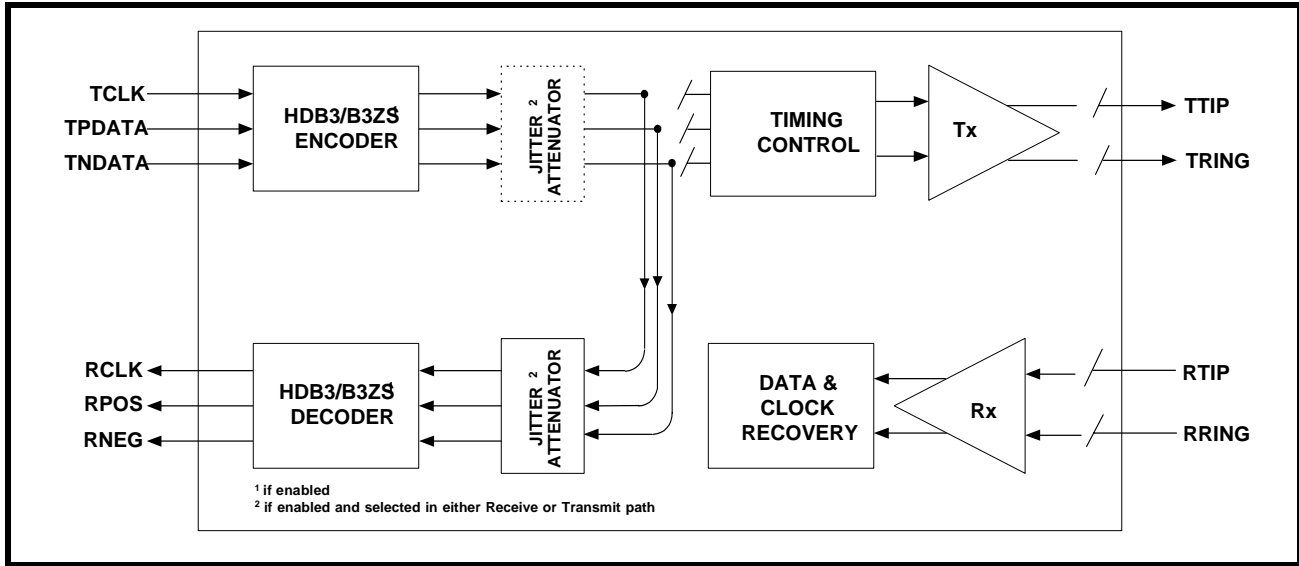 TCLK
TPDATA
TNDATA
HDB3/B3ZS1
ENCODER
JITTER 2
ATTENUATOR
TIMING
CONTROL
Tx
TTIP
TRING
RCLK
RPOS
RNEG
HDB3/B3ZS1
DECODER
JITTER 2
ATTENUATOR
DATA &
CLOCK
RECOVERY
Rx
RTIP
RRING
1 if enabled
2 if enabled and selected in either Receive or Transmit path